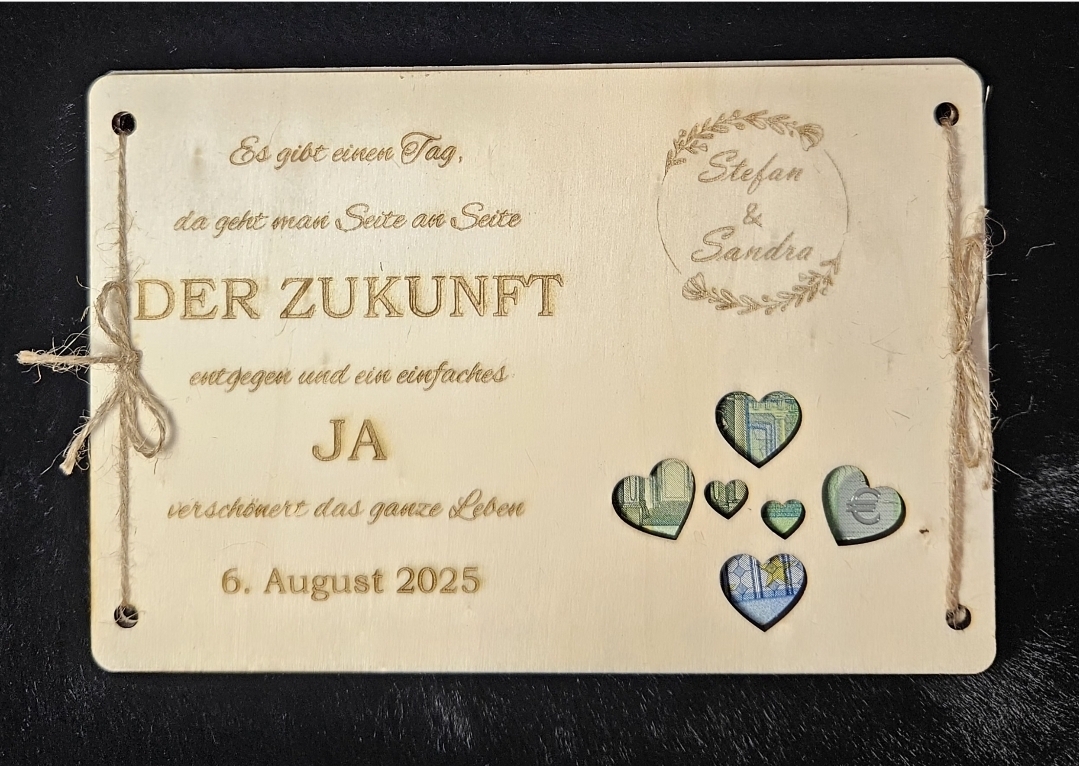 Es gibt einen Tag,
da geht man Seite an Seite
DER ZUKUNFT
entgegen und ein einfaches
JA
verschönert das ganze Leben
6. August 2025
Stefan
&
Sandra
€